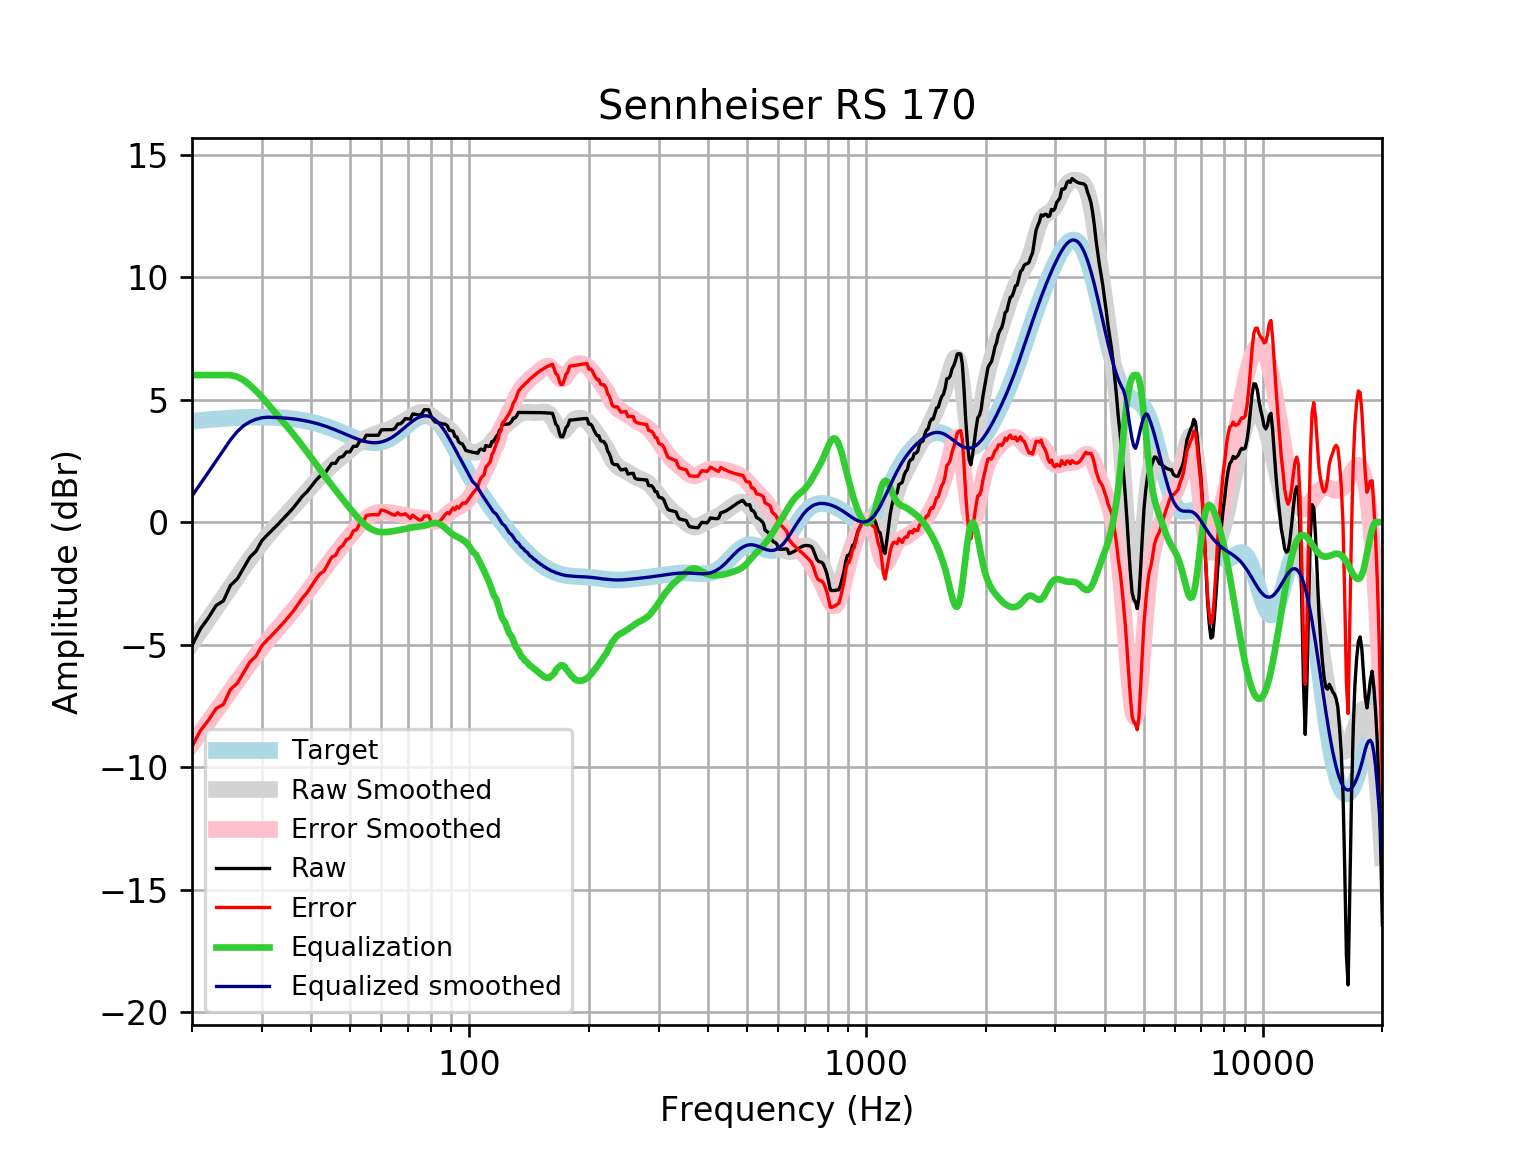 Sennheiser RS 170
15
10
5
0
−5
−10
−15
−20
Amplitude (dBr)
Target
Raw Smoothed
Error Smoothed
Raw
Error
Equalization
Equalized smoothed
100
1000
10000
Frequency (Hz)